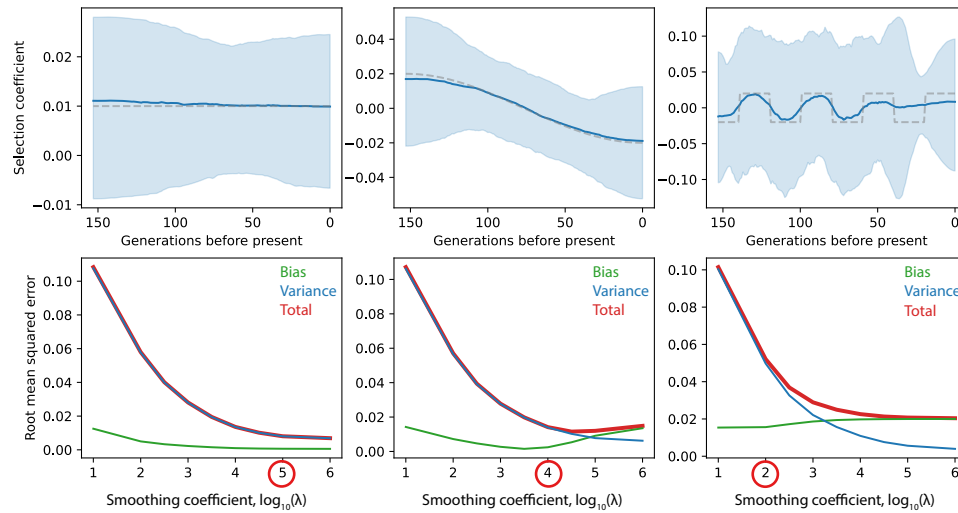 Selection coefficient
0.02
0.01
0.00
−0.01
150 100 50 0
Generations before present
0.04
0.02
0.00
−0.02
−0.04
150 100 50 0
Generations before present
0.10
0.05
0.00
−0.05
−0.10
150 100 50 0
Generations before present
Root mean squared error
0.10
0.08
0.06
0.04
0.02
0.00
Bias
Variance
Total
1 2 3 4 5 6
Smoothing coefficient, log₁₀(λ)
0.10
0.08
0.06
0.04
0.02
0.00
Bias
Variance
Total
1 2 3 4 5 6
Smoothing coefficient, log₁₀(λ)
0.10
0.08
0.06
0.04
0.02
0.00
Bias
Variance
Total
1 2 3 4 5 6
Smoothing coefficient, log₁₀(λ)